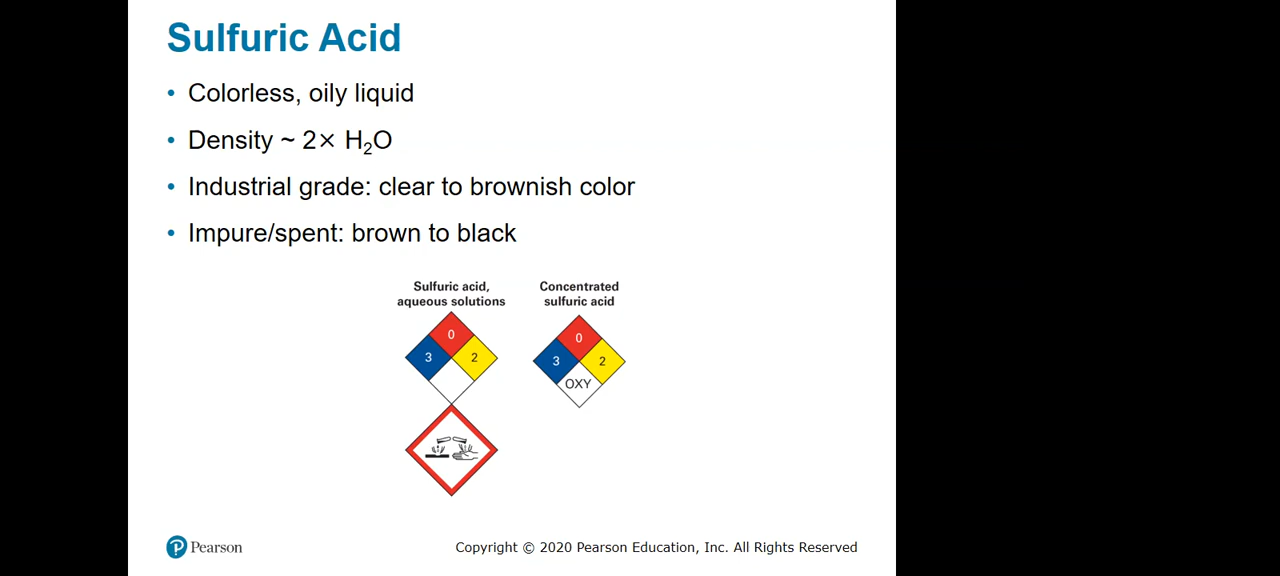 Sulfuric Acid
• Colorless, oily liquid
• Density ~ 2× H₂O
• Industrial grade: clear to brownish color
• Impure/spent: brown to black
Sulfuric acid,
aqueous solutions
Concentrated
sulfuric acid
0
3 2
0
3 2
OXY
Pearson
Copyright © 2020 Pearson Education, Inc. All Rights Reserved